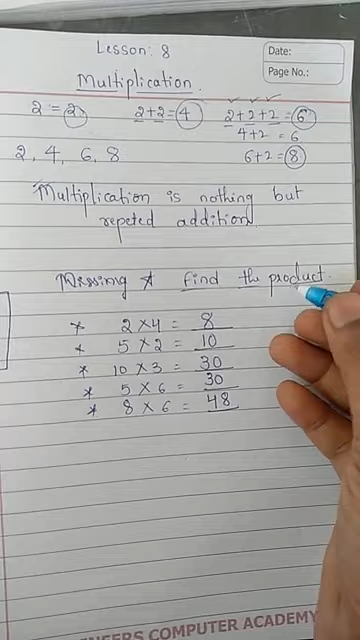 Lesson: 8
Date:
Page No.:
Multiplication.
2 = 2 2+2 = 4 2+2+2 = 6
4+2 = 6
2, 4, 6, 8 6+2 = 8
Multiplication is nothing but
repeted addition
Missing * find the product.
* 2 × 4 = 8
* 5 × 2 = 10
* 10 × 3 = 30
* 5 × 6 = 30
* 8 × 6 = 48
COMPUTER ACADEMY